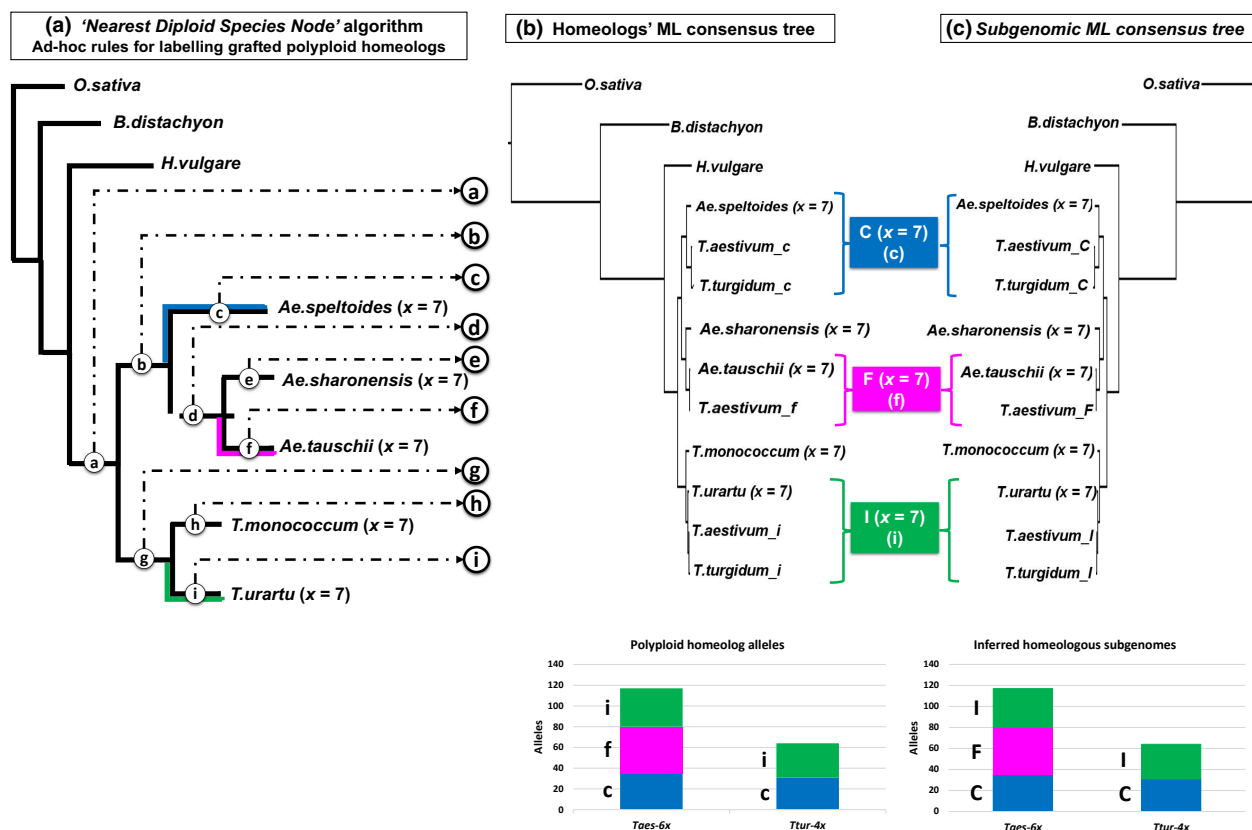 (a) 'Nearest Diploid Species Node' algorithm
Ad-hoc rules for labelling grafted polyploid homeologs
O.sativa
B.distachyon
H.vulgare
a
b
c
c
Ae.speltoides (x = 7)
d
b
e
e
Ae.sharonensis (x = 7)
d
f
f
Ae.tauschii (x = 7)
a
g
h
h
T.monococcum (x = 7)
g
i
i
T.urartu (x = 7)
(b) Homeologs' ML consensus tree
O.sativa
B.distachyon
H.vulgare
Ae.speltoides (x = 7)
T.aestivum_c
T.turgidum_c
Ae.sharonensis (x = 7)
Ae.tauschii (x = 7)
T.aestivum_f
T.monococcum (x = 7)
T.urartu (x = 7)
T.aestivum_i
T.turgidum_i
C (x = 7)
(c)
F (x = 7)
(f)
I (x = 7)
(i)
(c) Subgenomic ML consensus tree
O.sativa
B.distachyon
H.vulgare
Ae.speltoides (x = 7)
T.aestivum_C
T.turgidum_C
Ae.sharonensis (x = 7)
Ae.tauschii (x = 7)
T.aestivum_F
T.monococcum (x = 7)
T.urartu (x = 7)
T.aestivum_I
T.turgidum_I
Polyploid homeolog alleles
Alleles
140
120
100
80
60
40
20
0
i
f
c
i
c
Taes-6x
Ttur-4x
Inferred homeologous subgenomes
Alleles
140
120
100
80
60
40
20
0
I
F
C
I
C
Taes-6x
Ttur-4x